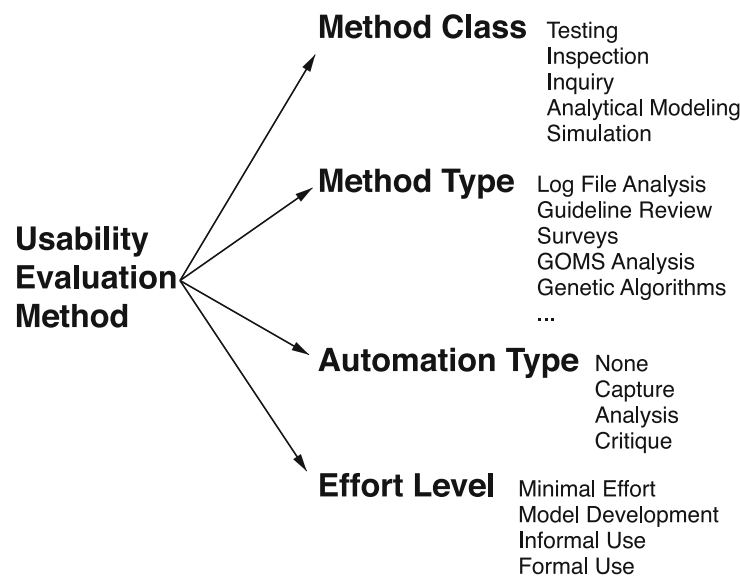 Usability
Evaluation
Method
Method Class
Testing
Inspection
Inquiry
Analytical Modeling
Simulation
Method Type
Log File Analysis
Guideline Review
Surveys
GOMS Analysis
Genetic Algorithms
...
Automation Type
None
Capture
Analysis
Critique
Effort Level
Minimal Effort
Model Development
Informal Use
Formal Use